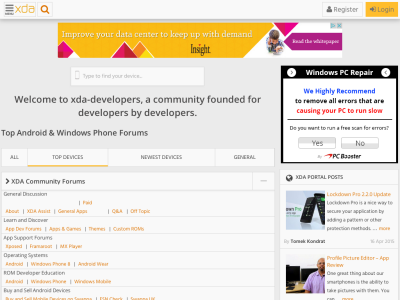 xda
Register
Login
Improve your data center to keep up with demand
Insight.
Read the whitepaper
Type to find your device..
Welcome to xda-developers, a community founded for
developers by developers.
Top Android & Windows Phone Forums
ALL
TOP DEVICES
NEWEST DEVICES
GENERAL
XDA Community Forums
General Discussion
| Paid
About | XDA Assist | General Apps | Q&A | Off Topic
Learn and Discover
App Dev Forums | Apps & Games | Themes | Custom ROMs
App Support Forums
Xposed | Framaroot | MX Player
Operating Systems
Android | Windows Phone 8 | Android Wear
ROM Developer Education
Android | Windows Phone | Windows Mobile
Buy and Sell Android Devices
Windows PC Repair
We Highly Recommend
to remove all errors that are
causing your PC to run slow
Do you want to run a free scan for errors?
Yes
No
By PC Booster
XDA PORTAL POSTS
Lockdown Pro 2.2.0 Update
Lockdown Pro is a nice way to
secure your application by
adding a pattern or other
protection methods. ... more
By Tomek Kondrat
16 Apr 2015
Profile Picture Editor – App
Review
One great thing about our
smartphones is the ability to
take pictures with them. You
can